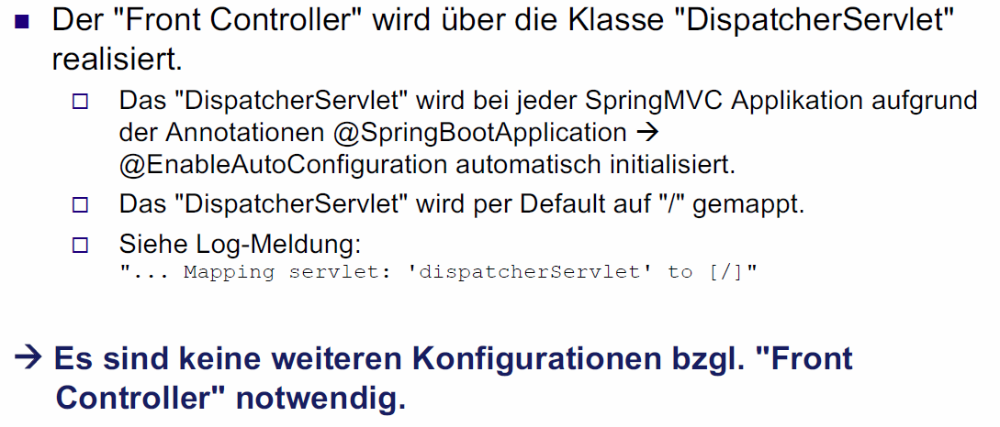 Der "Front Controller" wird über die Klasse "DispatcherServlet"
realisiert.
Das "DispatcherServlet" wird bei jeder SpringMVC Applikation aufgrund
der Annotationen @SpringBootApplication →
@EnableAutoConfiguration automatisch initialisiert.
Das "DispatcherServlet" wird per Default auf "/" gemappt.
Siehe Log-Meldung:
"... Mapping servlet: 'dispatcherServlet' to [/]"
→ Es sind keine weiteren Konfigurationen bzgl. "Front
Controller" notwendig.